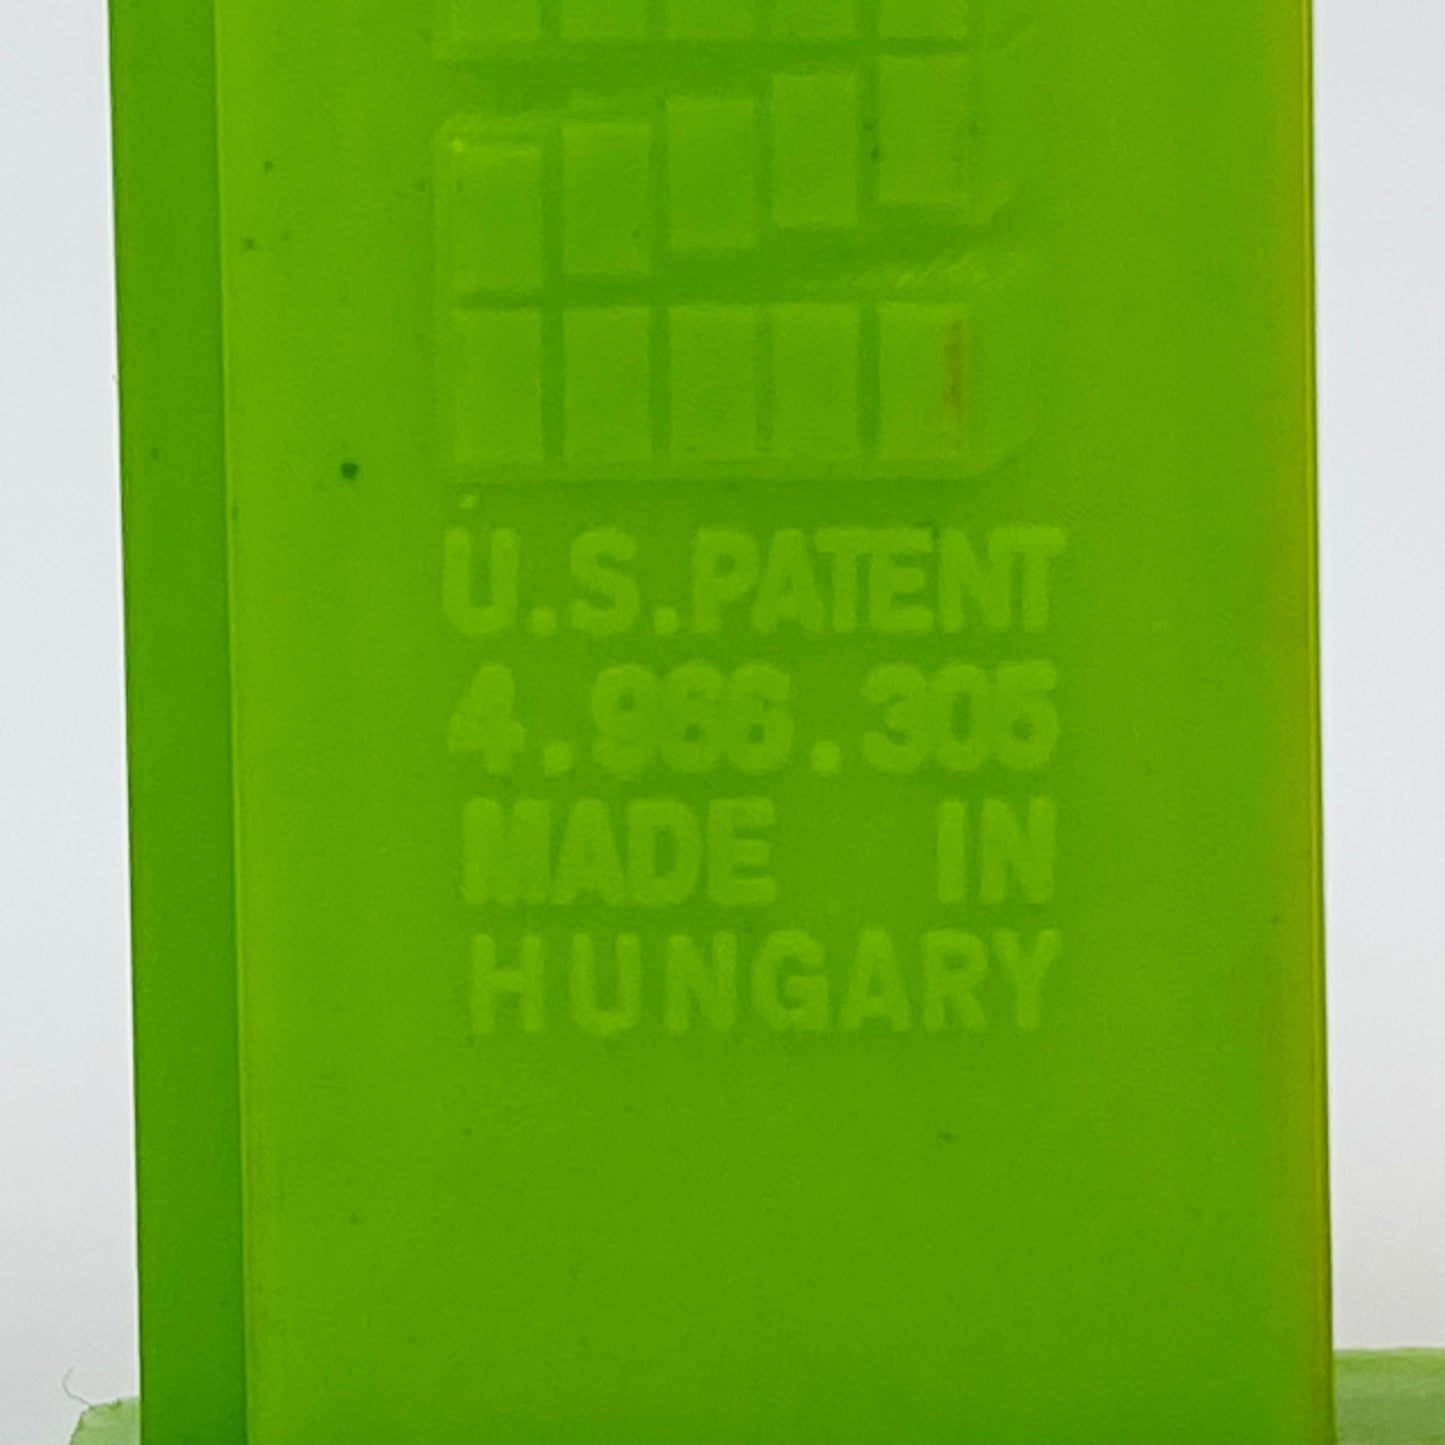 U.S.PATENT
4.966.305
MADE IN
HUNGARY